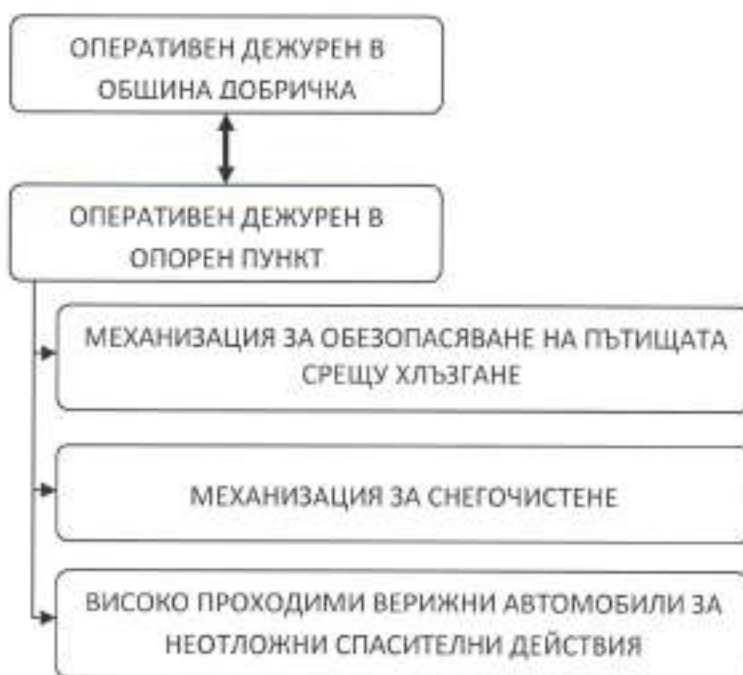 ОПЕРАТИВЕН ДЕЖУРЕН В
ОБЩИНА ДОБРИЧКА
ОПЕРАТИВЕН ДЕЖУРЕН В
ОПОРЕН ПУНКТ
МЕХАНИЗАЦИЯ ЗА ОБЕЗОПАСЯВАНЕ НА ПЪТИЩАТА
СРЕЩУ ХЛЪЗГАНЕ
МЕХАНИЗАЦИЯ ЗА СНЕГОЧИСТЕНЕ
ВИСОКО ПРОХОДИМИ ВЕРИЖНИ АВТОМОБИЛИ ЗА
НЕОТЛОЖНИ СПАСИТЕЛНИ ДЕЙСТВИЯ